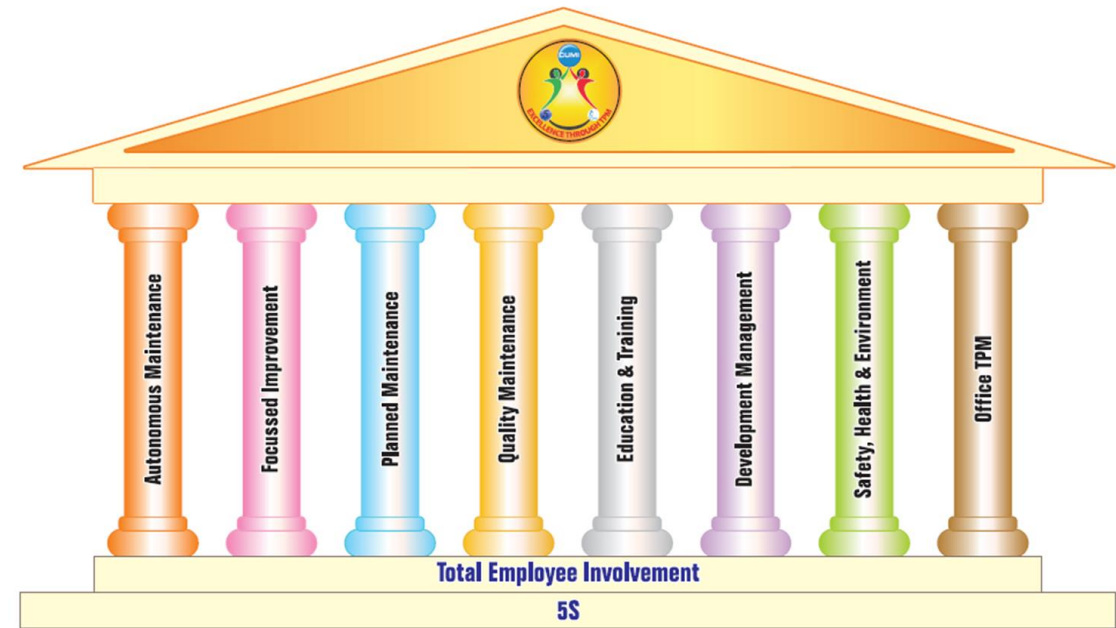 CUMI
EXCELLENCE THROUGH TPM
Autonomous Maintenance
Focussed Improvement
Planned Maintenance
Quality Maintenance
Education & Training
Development Management
Safety, Health & Environment
Office TPM
Total Employee Involvement
5S